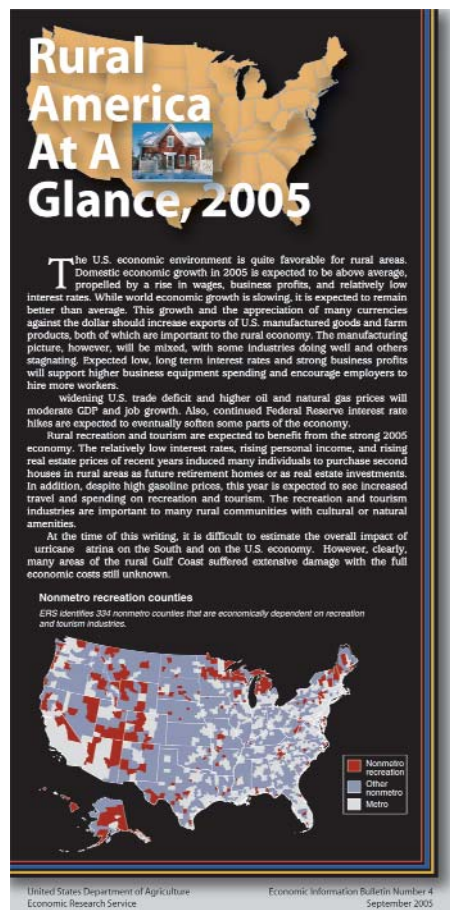 Rural
America
At A
Glance, 2005
The U.S. economic environment is quite favorable for rural areas.
Domestic economic growth in 2005 is expected to be above average,
propelled by a rise in wages, business profits, and relatively low
interest rates. While world economic growth is slowing, it is expected to remain
better than average. This growth and the appreciation of many currencies
against the dollar should increase exports of U.S. manufactured goods and farm
products, both of which are important to the rural economy. The manufacturing
picture, however, will be mixed, with some industries doing well and others
stagnating. Expected low, long term interest rates and strong business profits
will support higher business equipment spending and encourage employers to
hire more workers.
widening U.S. trade deficit and higher oil and natural gas prices will
moderate GDP and job growth. Also, continued Federal Reserve interest rate
hikes are expected to eventually soften some parts of the economy.
Rural recreation and tourism are expected to benefit from the strong 2005
economy. The relatively low interest rates, rising personal income, and rising
real estate prices of recent years induced many individuals to purchase second
houses in rural areas as future retirement homes or as real estate investments.
In addition, despite high gasoline prices, this year is expected to see increased
travel and spending on recreation and tourism. The recreation and tourism
industries are important to many rural communities with cultural or natural
amenities.
At the time of this writing, it is difficult to estimate the overall impact of
urricane atrina on the South and on the U.S. economy. However, clearly,
many areas of the rural Gulf Coast suffered extensive damage with the full
economic costs still unknown.
Nonmetro recreation counties
ERS identifies 334 nonmetro counties that are economically dependent on recreation
and tourism industries.
Nonmetro
recreation
Other
nonmetro
Metro
United States Department of Agriculture
Economic Research Service
Economic Information Bulletin Number 4
September 2005